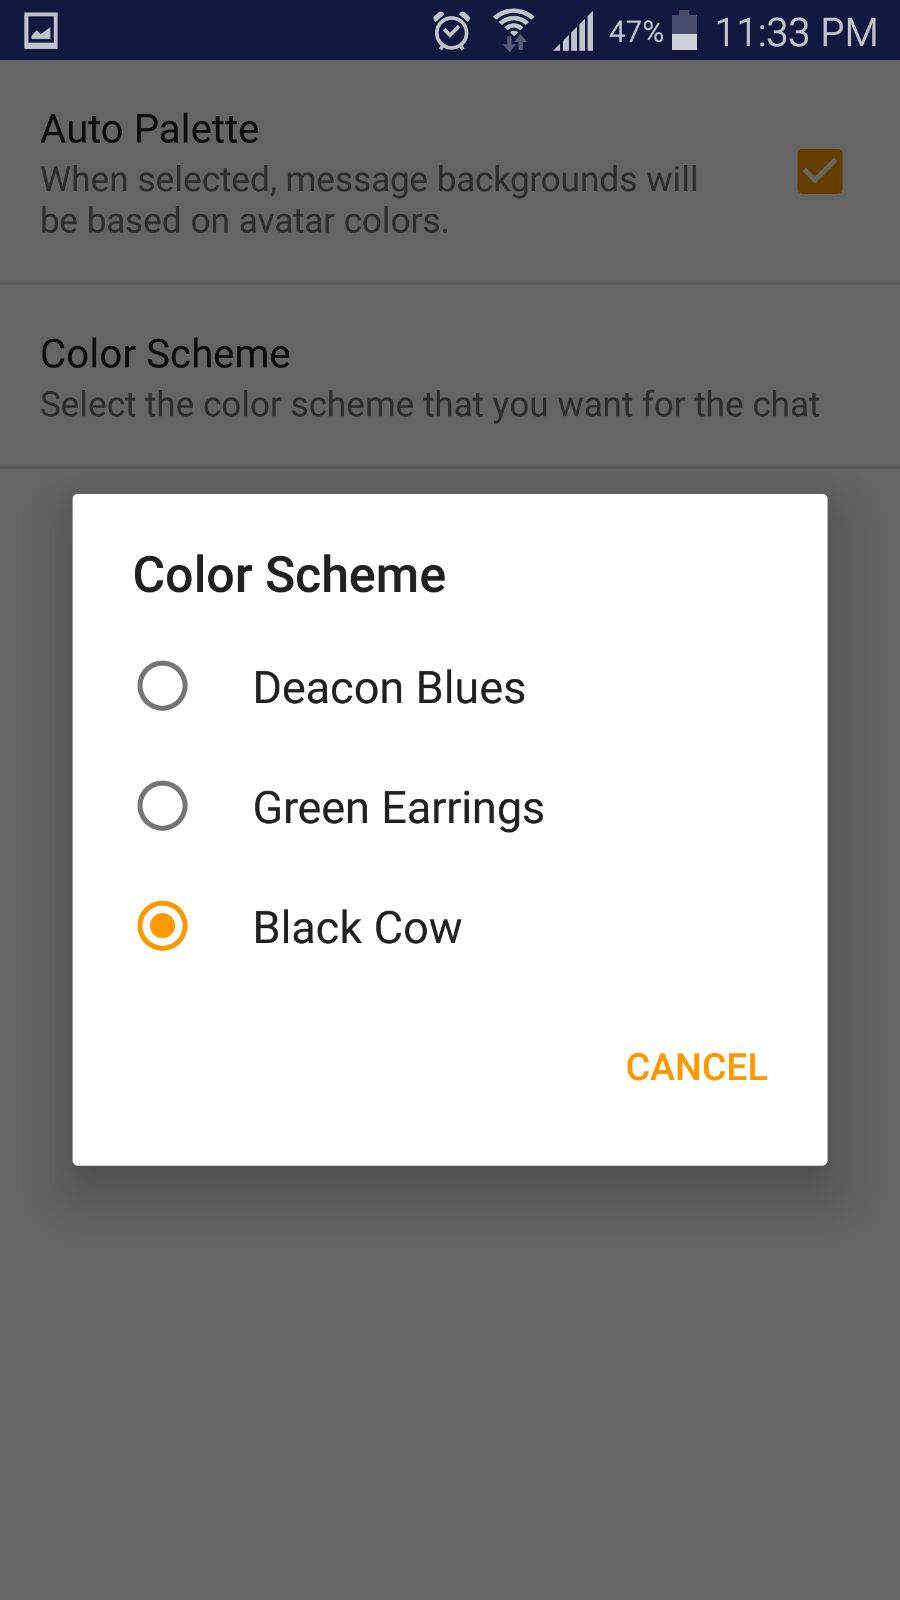 47% 11:33 PM
Auto Palette
When selected, message backgrounds will
be based on avatar colors.
Color Scheme
Select the color scheme that you want for the chat
Color Scheme
Deacon Blues
Green Earrings
Black Cow
CANCEL